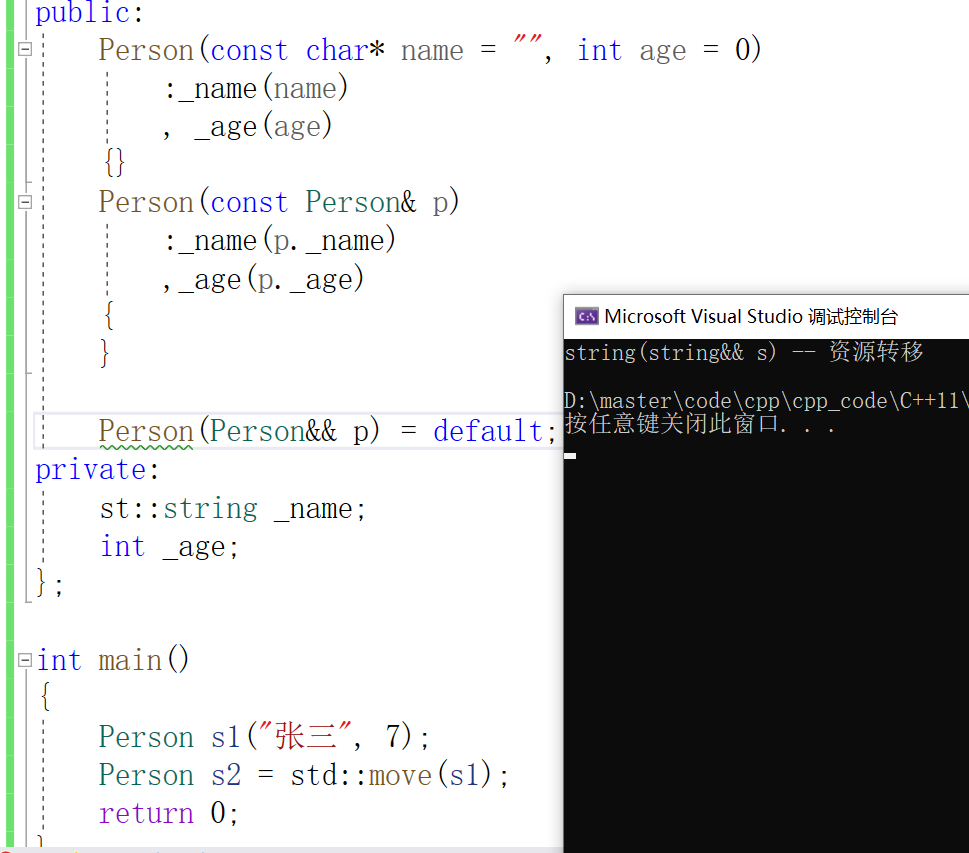 public:
    Person(const char* name = "", int age = 0)
        :_name(name)
        , _age(age)
    {}
    Person(const Person& p)
        :_name(p._name)
        ,_age(p._age)
    {
    }
    Person(Person&& p) = default;
private:
    st::string _name;
    int _age;
};
int main()
{
    Person s1("张三", 7);
    Person s2 = std::move(s1);
    return 0;
}
Microsoft Visual Studio 调试控制台
string(string&& s) -- 资源转移
D:\master\code\cpp\cpp_code\C++11\
按任意键关闭此窗口. . .